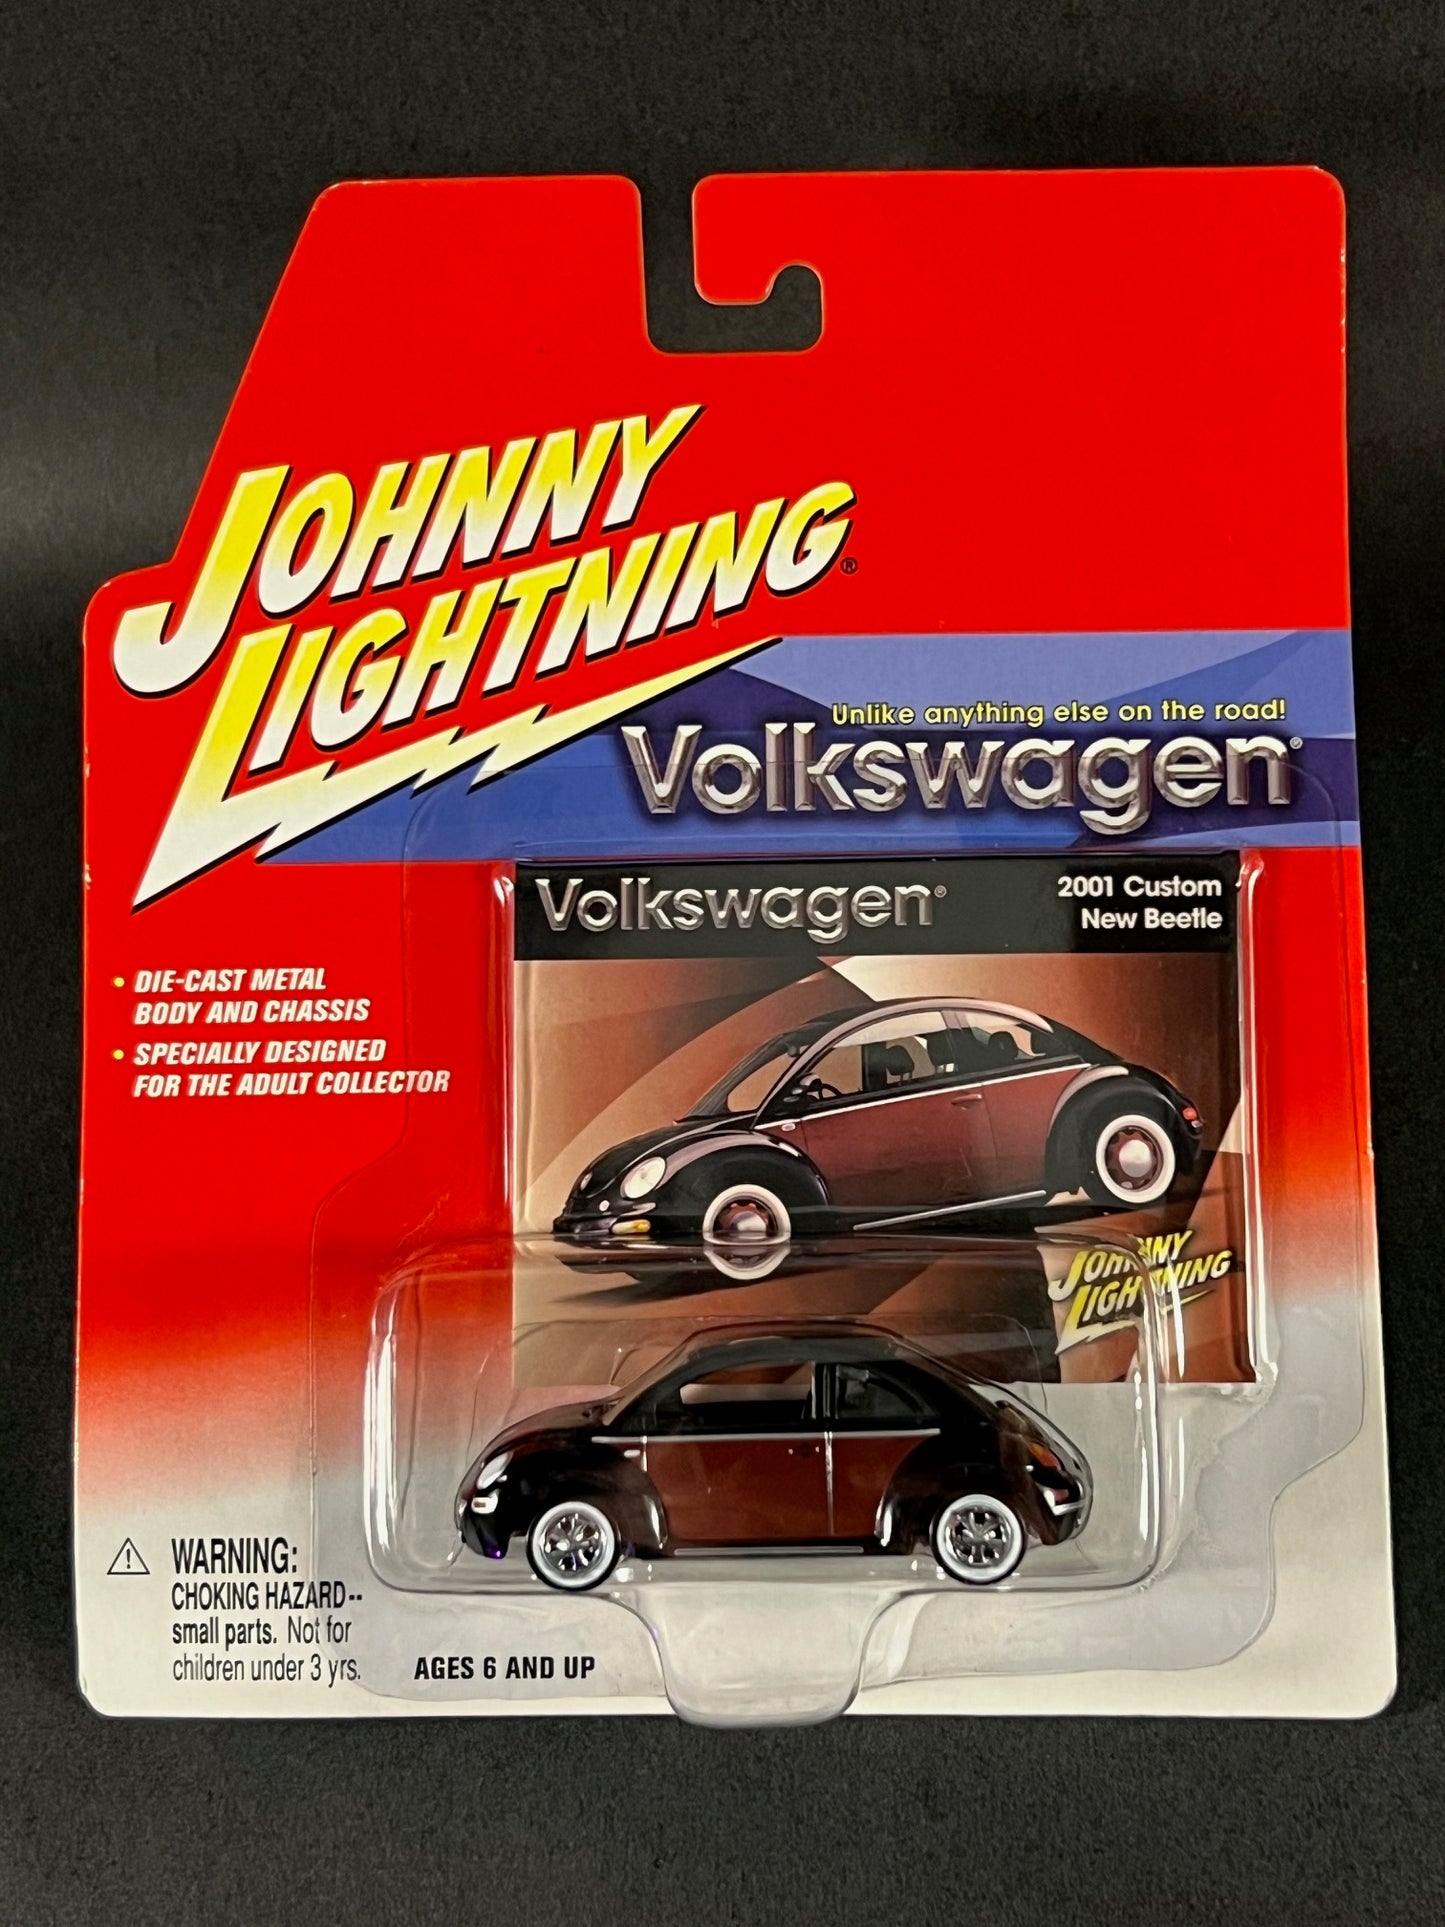 JOHNNY
LIGHTNING®
Unlike anything else on the road!
Volkswagen®
Volkswagen®
2001 Custom
New Beetle
• DIE-CAST METAL
BODY AND CHASSIS
• SPECIALLY DESIGNED
FOR THE ADULT COLLECTOR
JOHNNY
LIGHTNING
WARNING:
CHOKING HAZARD--
small parts. Not for
children under 3 yrs.
AGES 6 AND UP